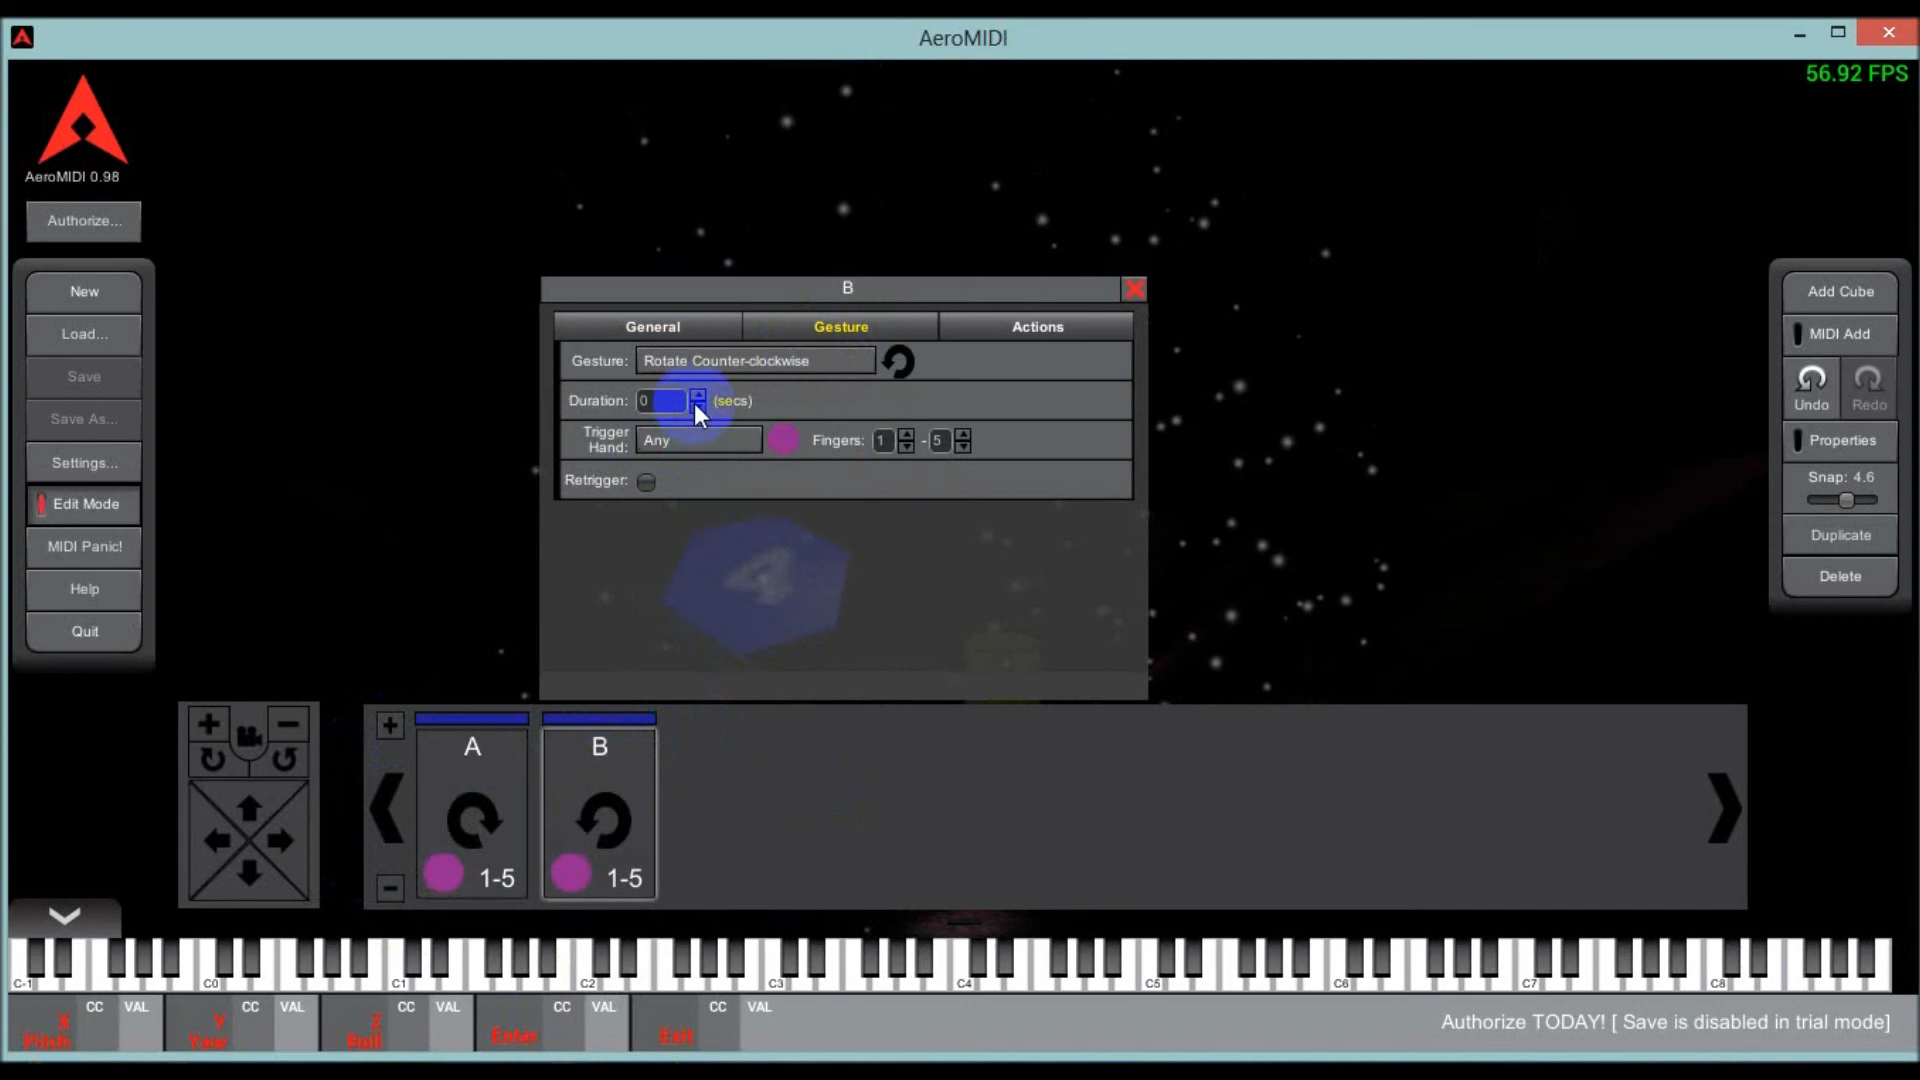 AeroMIDI
56.92 FPS
AeroMIDI 0.98
Authorize...
New
Load...
Save
Save As...
Settings...
Edit Mode
MIDI Panic!
Help
Quit
B
General Gesture Actions
Gesture: Rotate Counter-clockwise
Duration: 0 (secs)
Trigger
Hand: Any Fingers: 1 - 5
Retrigger:
4
Add Cube
MIDI Add
Undo Redo
Properties
Snap: 4.6
Duplicate
Delete
A B
1-5 1-5
C-1 C0 C1 C2 C3 C4 C5 C6 C7 C8
X CC VAL Y CC VAL Z CC VAL Enter CC VAL Exit CC VAL
Pitch Yaw Roll
Authorize TODAY! [ Save is disabled in trial mode]